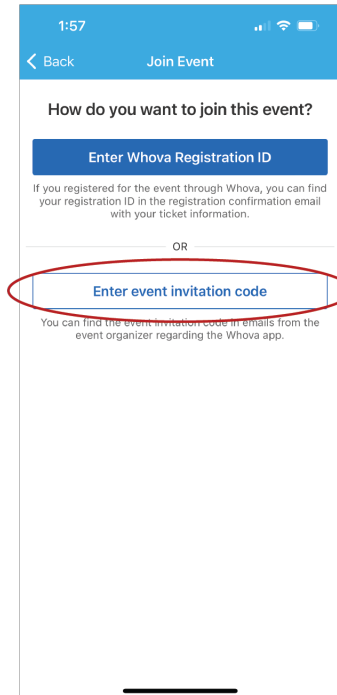 1:57
Back
Join Event
How do you want to join this event?
Enter Whova Registration ID
If you registered for the event through Whova, you can find
your registration ID in the registration confirmation email
with your ticket information.
OR
Enter event invitation code
You can find the event invitation code in emails from the
event organizer regarding the Whova app.